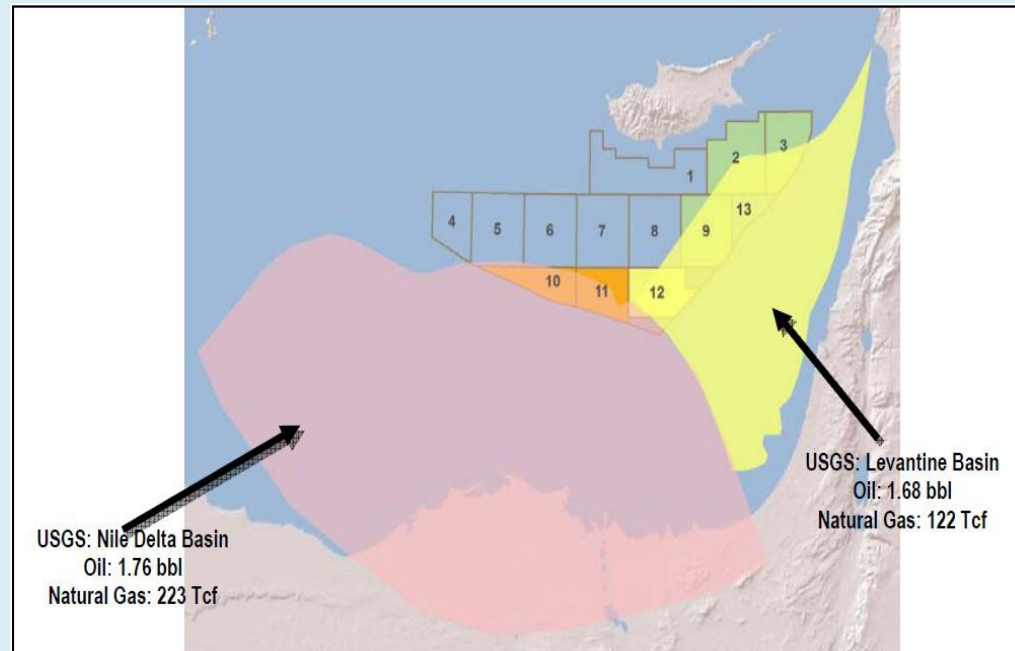 1
2
3
4
5
6
7
8
9
13
10
11
12
USGS: Levantine Basin
Oil: 1.68 bbl
Natural Gas: 122 Tcf
USGS: Nile Delta Basin
Oil: 1.76 bbl
Natural Gas: 223 Tcf